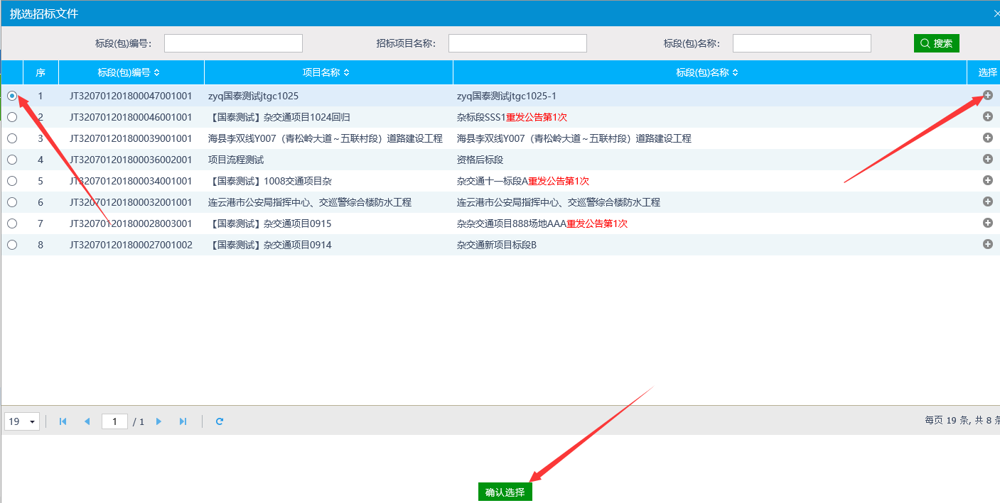 挑选招标文件
标段(包)编号： 招标项目名称： 标段(包)名称： 搜索
序 标段(包)编号 项目名称 标段(包)名称 选择
1 JT320701201800047001001 zyq国泰测试jtgc1025 zyq国泰测试jtgc1025-1
2 JT320701201800046001001 【国泰测试】杂交通项目1024回归 杂标段SSS1重发公告第1次
3 JT320701201800039001001 海县李双线Y007（青松岭大道～五联村段）道路建设工程 海县李双线Y007（青松岭大道～五联村段）道路建设工程
4 JT320701201800036002001 项目流程测试 资格后标段
5 JT320701201800034001001 【国泰测试】1008交通项目杂 杂交通十一标段A重发公告第1次
6 JT320701201800032001001 连云港市公安局指挥中心、交巡警综合楼防水工程 连云港市公安局指挥中心、交巡警综合楼防水工程
7 JT320701201800028003001 【国泰测试】杂交通项目0915 杂杂交通项目888场地AAA重发公告第1次
8 JT320701201800027001002 【国泰测试】杂交通项目0914 杂交通新项目标段B
19 1 / 1 每页 19 条, 共 8 条
确认选择